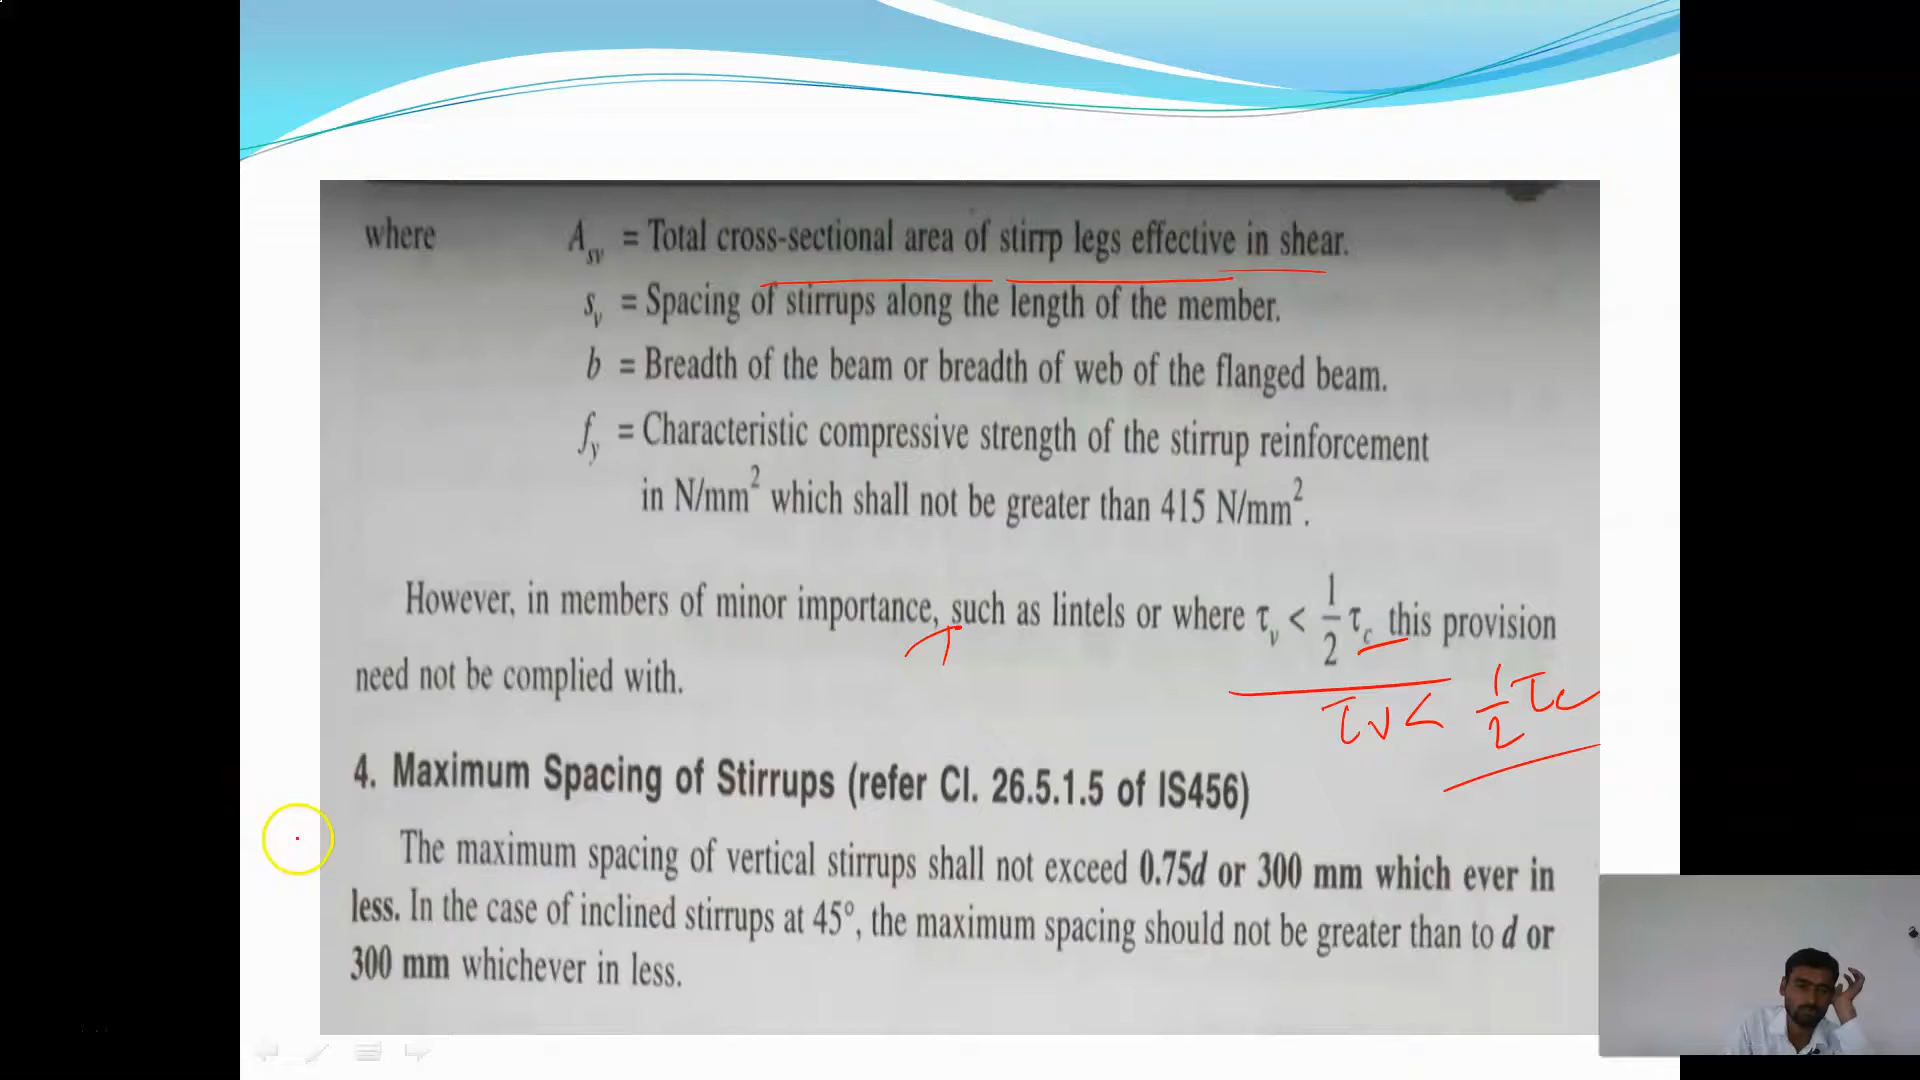 where A_sv = Total cross-sectional area of stirrp legs effective in shear.
s_v = Spacing of stirrups along the length of the member.
b = Breadth of the beam or breadth of web of the flanged beam.
f_y = Characteristic compressive strength of the stirrup reinforcement
in N/mm² which shall not be greater than 415 N/mm².
However, in members of minor importance, such as lintels or where τ_v < 1/2 τ_c this provision
need not be complied with.
τv < 1/2 τc
4. Maximum Spacing of Stirrups (refer Cl. 26.5.1.5 of IS456)
The maximum spacing of vertical stirrups shall not exceed 0.75d or 300 mm which ever in
less. In the case of inclined stirrups at 45°, the maximum spacing should not be greater than to d or
300 mm whichever in less.